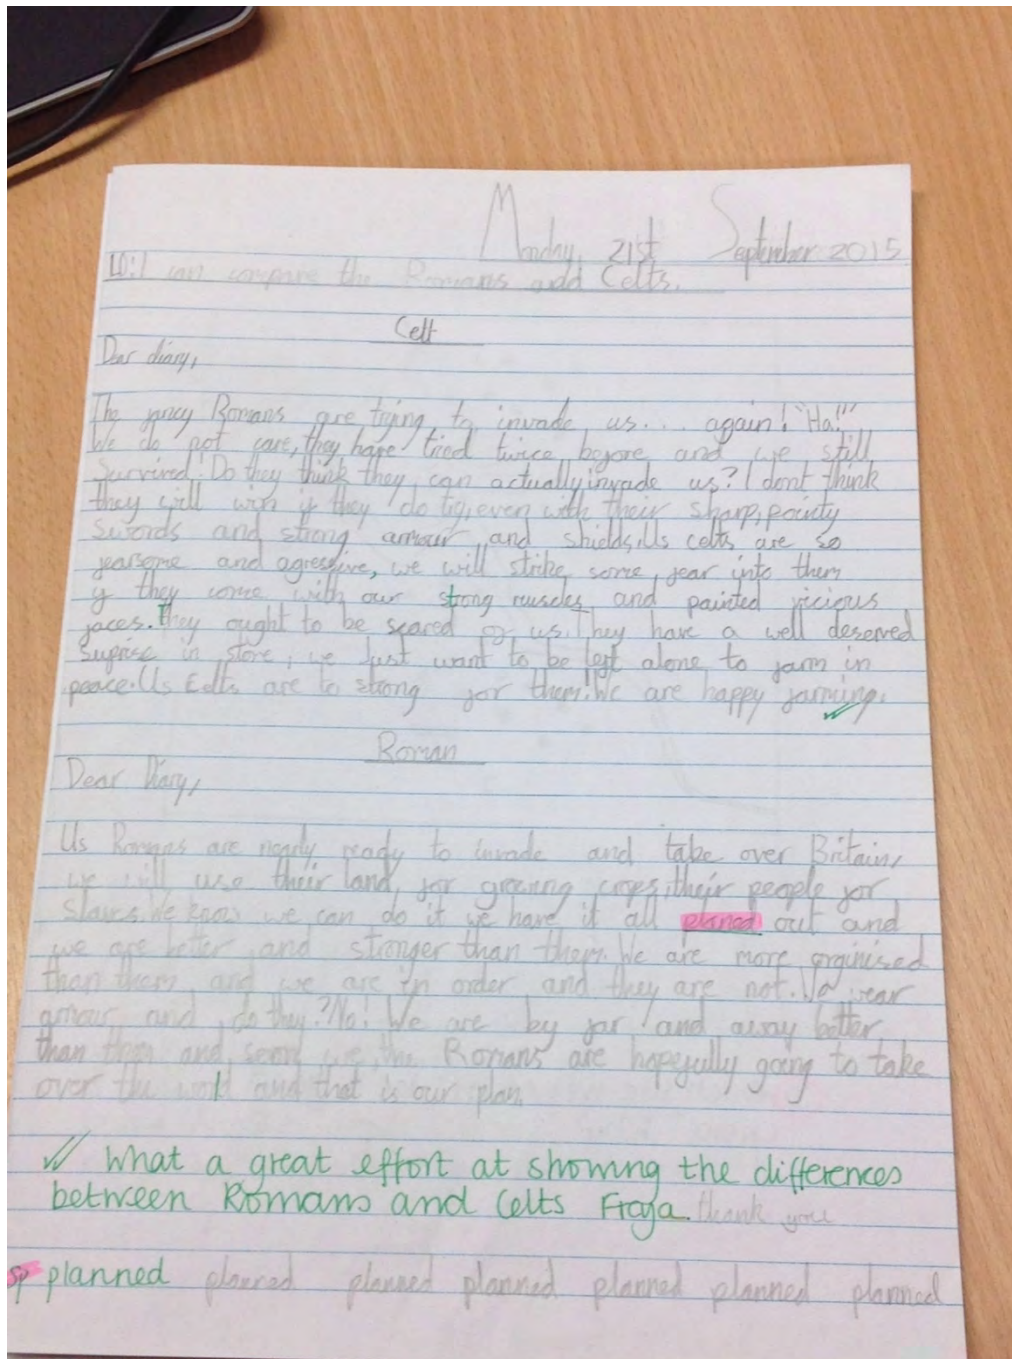 Monday, 21st September 2015
LO: I can compare the Romans and Celts.
Celt
Dear diary,
The Romans are trying to invade us... again! "Ha!"
We do not care, they have tried twice before and we still
survived! Do they think they can actually invade us? I dont think
they will win if they do try, even with their sharp, pointy
swords and strong armour and shields. Us celts are so
fearsome and agressive, we will strike some fear into them
if they come with our strong muscles and painted vicious
faces. They ought to be scared of us. They have a well deserved
suprise in store, we Just want to be left alone to farm in
peace. Us Celts are to strong for them. We are happy farming.
Roman
Dear Diary,
Us Romans are nearly ready to invade and take over Britain,
we will use their land for growing crops, their people for
slaves. We know we can do it we have it all planed out and
we are better and stronger than them. We are more orginised
than them and we are in order and they are not. We wear
amour and do they? No! We are by far and away better
than them and we the Romans are hopefully going to take
over the world and that is our plan.
What a great effort at showing the differences
between Romans and Celts Fraya. thank you
sp planned planned planned planned planned planned planned